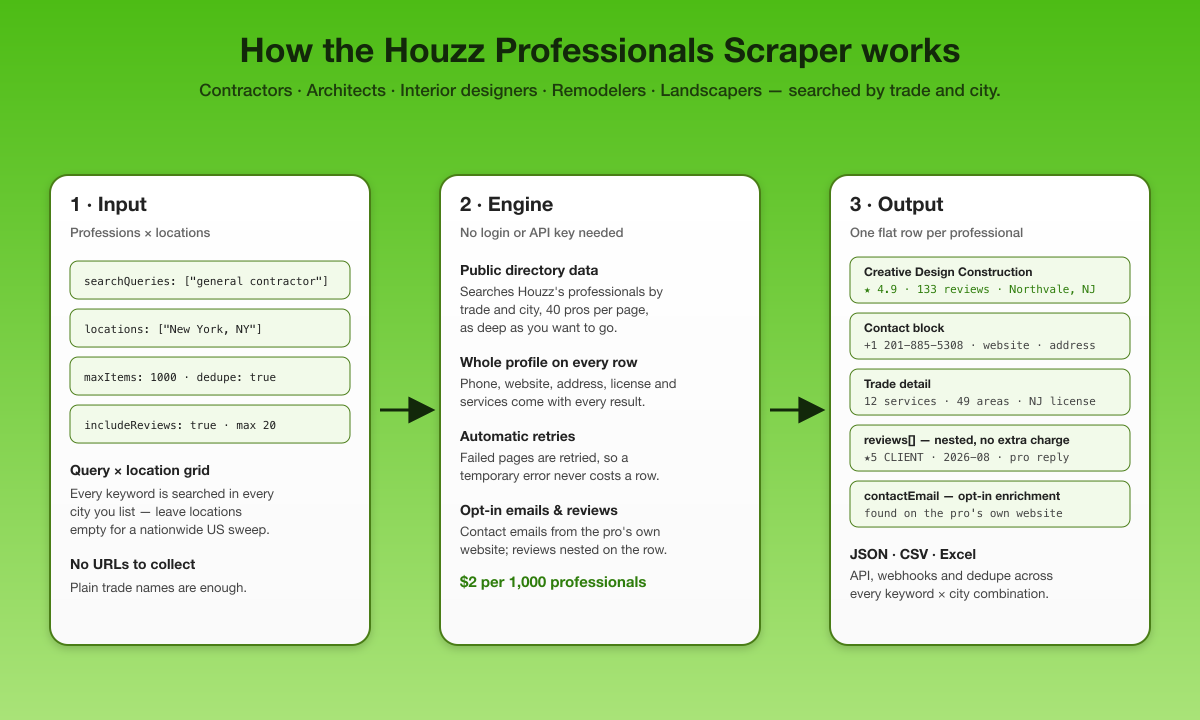 How the Houzz Professionals Scraper works
Contractors · Architects · Interior designers · Remodelers · Landscapers — searched by trade and city.
1 · Input
Professions × locations
searchQueries: ["general contractor"]
locations: ["New York, NY"]
maxItems: 1000 · dedupe: true
includeReviews: true · max 20
Query × location grid
Every keyword is searched in every
city you list — leave locations
empty for a nationwide US sweep.
No URLs to collect
Plain trade names are enough.
2 · Engine
No login or API key needed
Public directory data
Searches Houzz's professionals by
trade and city, 40 pros per page,
as deep as you want to go.
Whole profile on every row
Phone, website, address, license and
services come with every result.
Automatic retries
Failed pages are retried, so a
temporary error never costs a row.
Opt-in emails & reviews
Contact emails from the pro's own
website; reviews nested on the row.
$2 per 1,000 professionals
3 · Output
One flat row per professional
Creative Design Construction
★ 4.9 · 133 reviews · Northvale, NJ
Contact block
+1 201-885-5308 · website · address
Trade detail
12 services · 49 areas · NJ license
reviews[] — nested, no extra charge
★5 CLIENT · 2026-08 · pro reply
contactEmail — opt-in enrichment
found on the pro's own website
JSON · CSV · Excel
API, webhooks and dedupe across
every keyword × city combination.